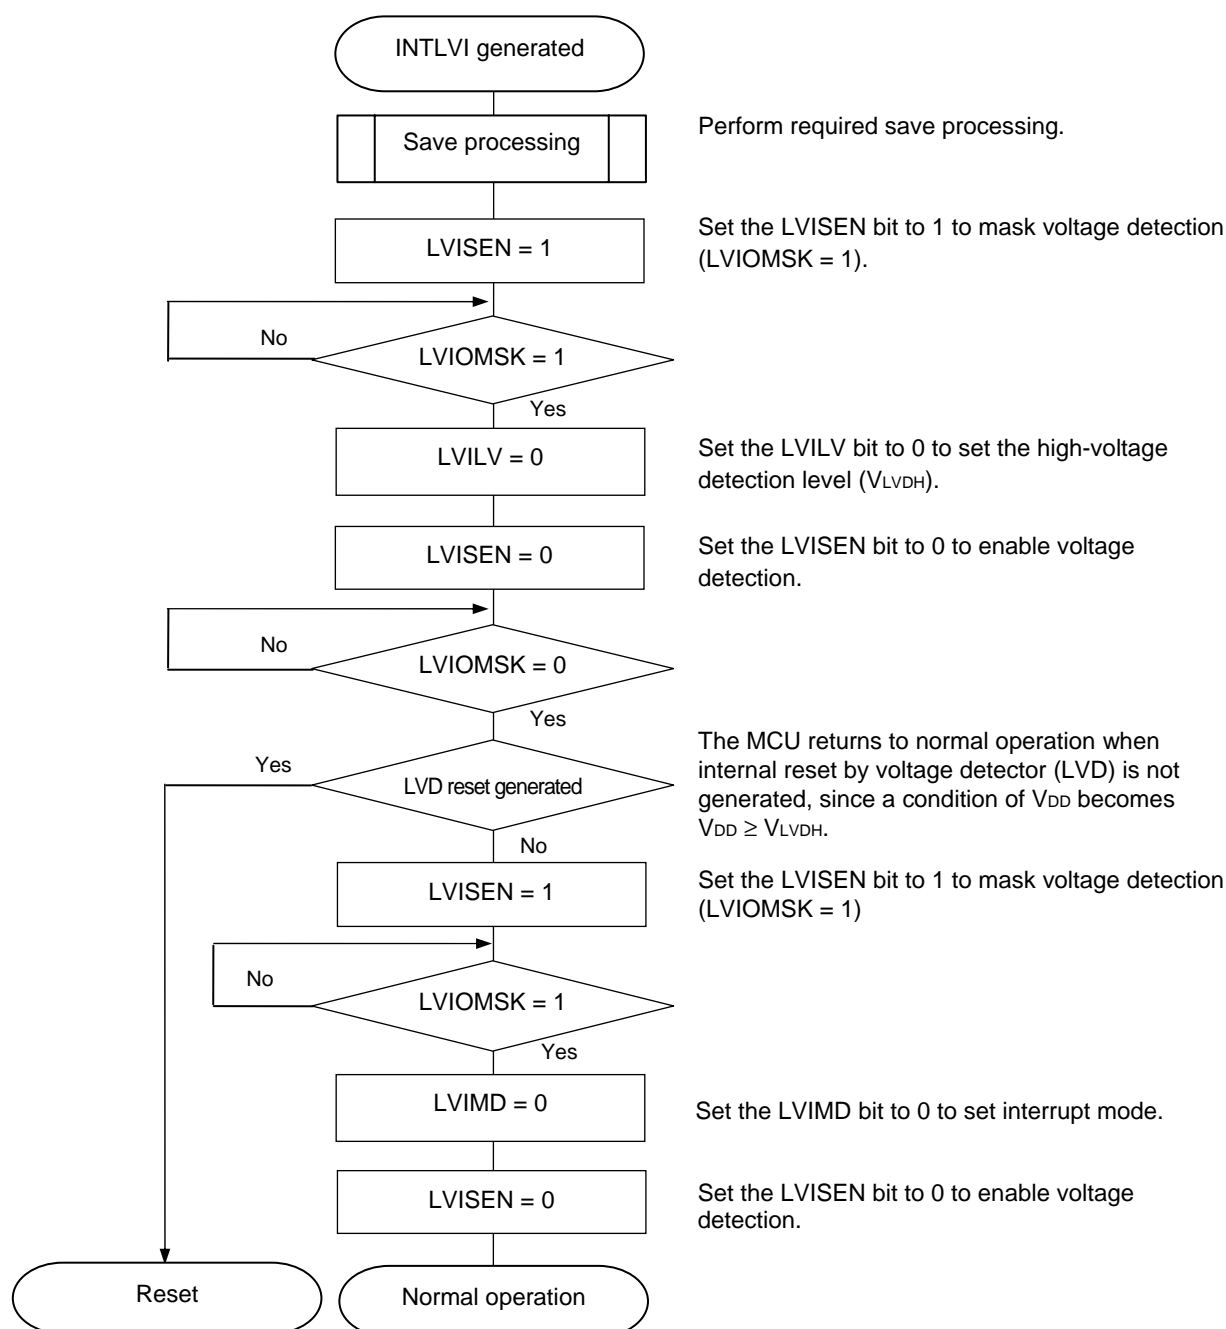 INTLVI generated
Save processing
Perform required save processing.
LVISEN = 1
Set the LVISEN bit to 1 to mask voltage detection
(LVIOMSK = 1).
No
LVIOMSK = 1
Yes
LVILV = 0
Set the LVILV bit to 0 to set the high-voltage
detection level (VLVDH).
LVISEN = 0
Set the LVISEN bit to 0 to enable voltage
detection.
No
LVIOMSK = 0
Yes
Yes
LVD reset generated
The MCU returns to normal operation when
internal reset by voltage detector (LVD) is not
generated, since a condition of VDD becomes
VDD ≥ VLVDH.
No
LVISEN = 1
Set the LVISEN bit to 1 to mask voltage detection
(LVIOMSK = 1)
No
LVIOMSK = 1
Yes
LVIMD = 0
Set the LVIMD bit to 0 to set interrupt mode.
LVISEN = 0
Set the LVISEN bit to 0 to enable voltage
detection.
Reset
Normal operation